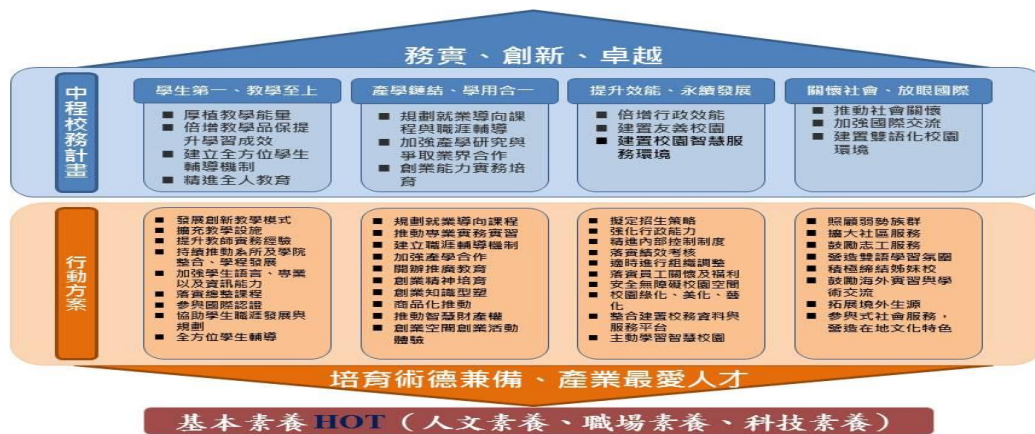 務實、創新、卓越
中程校務計畫
學生第一、教學至上
■ 厚植教學能量
■ 倍增教學品保提
升學習成效
■ 建立全方位學生
輔導機制
■ 精進全人教育
產學鏈結、學用合一
■ 規劃就業導向課
程與職涯輔導
■ 加強產學研究與
爭取業界合作
■ 創業能力實務培
育
提升效能、永續發展
■ 倍增行政效能
■ 建置友善校園
■ 建置校園智慧服
務環境
關懷社會、放眼國際
■ 推動社會關懷
■ 加強國際交流
■ 建置雙語化校園
環境
行動方案
■ 發展創新教學模式
■ 擴充教學設施
■ 提升教師實務經驗
■ 持續推動系所及學院
整合、學程發展
■ 加強學生語言、專業
以及資訊能力
■ 落實總整課程
■ 參與國際認證
■ 協助學生職涯發展與
規劃
■ 全方位學生輔導
■ 規劃就業導向課程
■ 推動專業實務實習
■ 建立職涯輔導機制
■ 加強產學合作
■ 開辦推廣教育
■ 創業精神培育
■ 創業知識型塑
■ 商品化推動
■ 推動智慧財產權
■ 創業空間創業活動
體驗
■ 擬定招生策略
■ 強化行政能力
■ 精進內部控制制度
■ 落實績效考核
■ 適時進行組織調整
■ 落實員工關懷及福利
■ 安全無障礙校園空間
■ 校園綠化、美化、藝
化
■ 整合建置校務資料與
服務平台
■ 主動學習智慧校園
■ 照顧弱勢族群
■ 擴大社區服務
■ 鼓勵志工服務
■ 營造雙語學習氛圍
■ 積極締結姊妹校
■ 鼓勵海外實習與學
術交流
■ 拓展境外生源
■ 參與式社會服務，
營造在地文化特色
培育術德兼備、產業最愛人才
基本素養 HOT（人文素養、職場素養、科技素養）